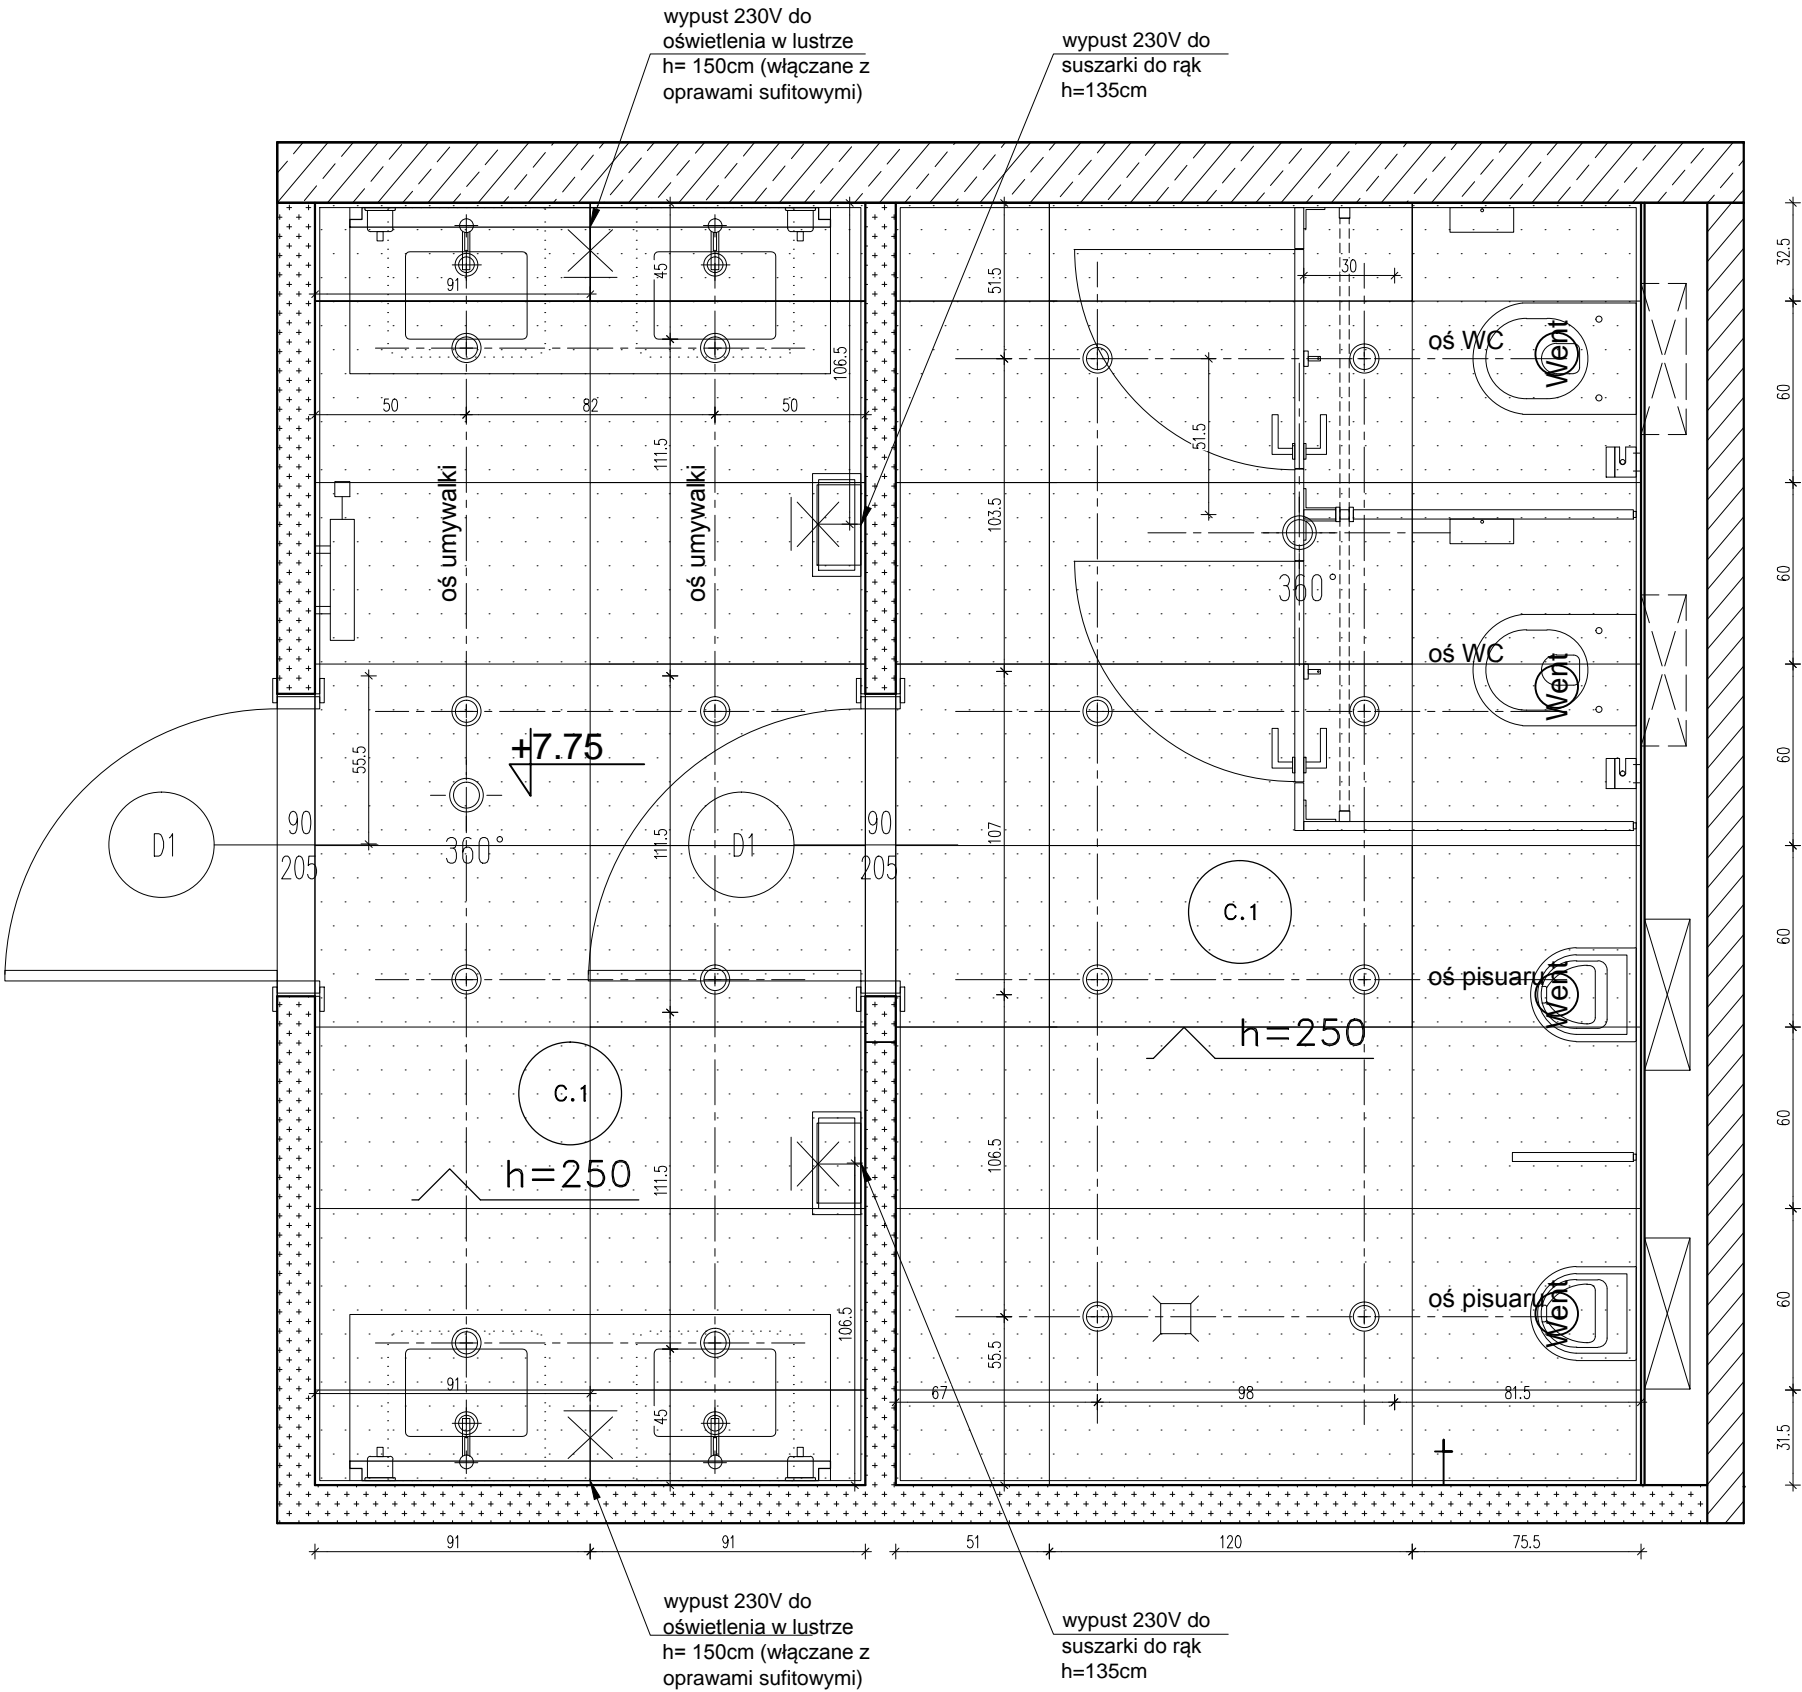 wypust 230V do
oświetlenia w lustrze
h= 150cm (włączane z
oprawami sufitowymi)
wypust 230V do
suszarki do rąk
h=135cm
91
45
106.5
50
82
50
111.5
oś umywalki
oś umywalki
51.5
30
oś WC
Went
51.5
103.5
360°
oś WC
Went
32.5
60
60
60
60
60
60
31.5
+7.75
55.5
D1
90
205
360°
111.5
D1
90
205
107
C.1
oś pisuaru
Went
h=250
C.1
h=250
111.5
106.5
106.5
oś pisuaru
Went
55.5
91
45
67
98
81.5
91
91
51
120
75.5
wypust 230V do
oświetlenia w lustrze
h= 150cm (włączane z
oprawami sufitowymi)
wypust 230V do
suszarki do rąk
h=135cm